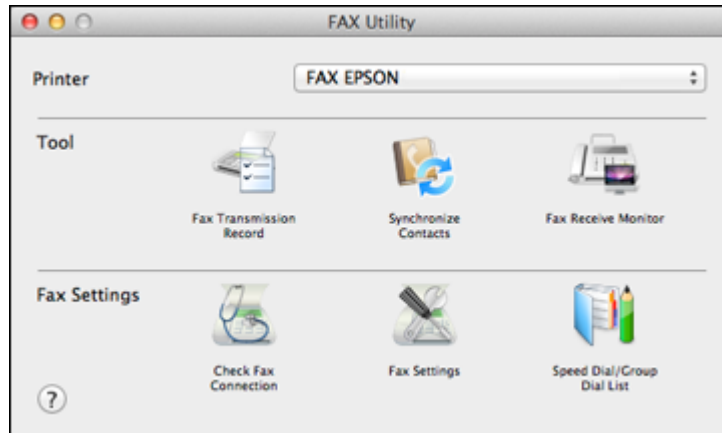 FAX Utility
Printer
FAX EPSON
Tool
Fax Transmission
Record
Synchronize
Contacts
Fax Receive Monitor
Fax Settings
Check Fax
Connection
Fax Settings
Speed Dial/Group
Dial List
?